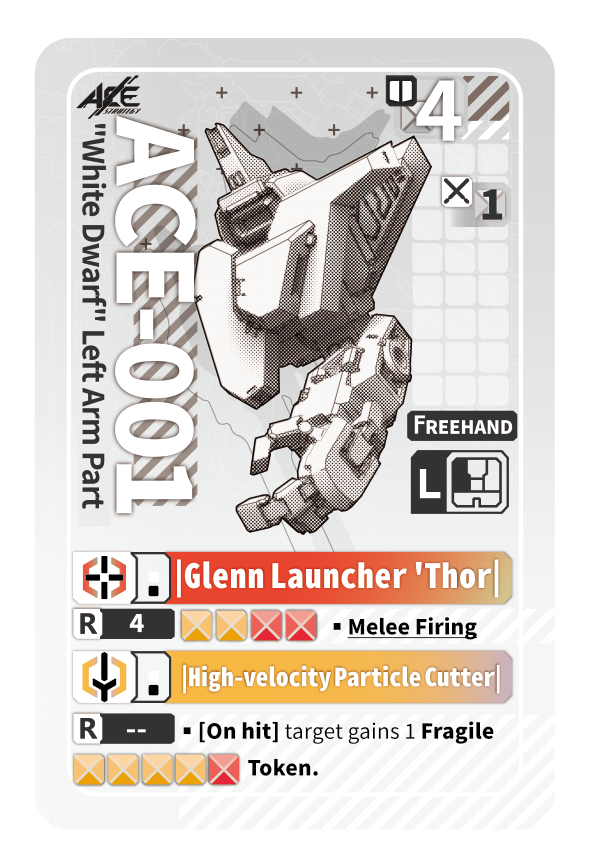 ACE
STRATEGY
4
1
ACE-001
"White Dwarf" Left Arm Part
FREEHAND
L
|Glenn Launcher 'Thor|
R 4 ▪ Melee Firing
|High-velocity Particle Cutter|
R -- ▪ [On hit] target gains 1 Fragile
Token.